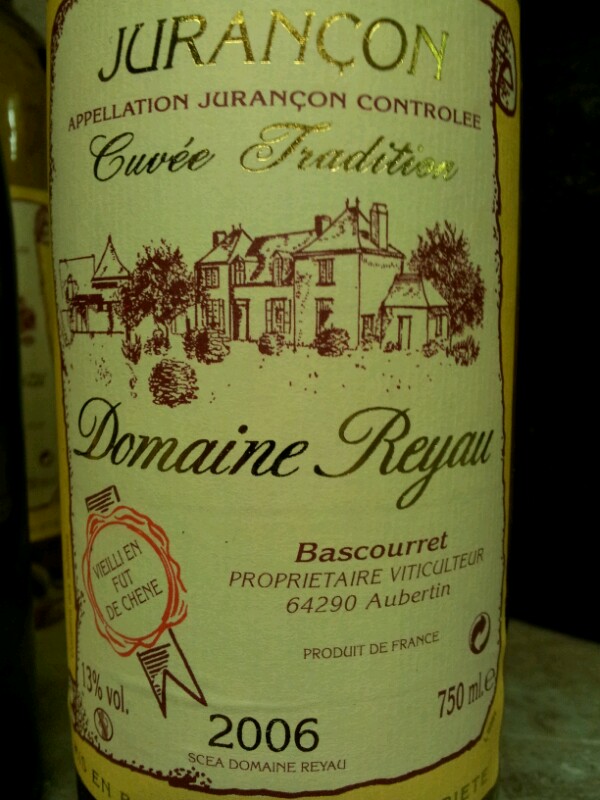 JURANÇON
APPELLATION JURANÇON CONTROLEE
Cuvée Tradition
Domaine Reyau
VIEILLI EN
FUT
DE CHENE
Bascourret
PROPRIETAIRE VITICULTEUR
64290 Aubertin
PRODUIT DE FRANCE
13% vol.
750 ml.e
2006
SCEA DOMAINE REYAU
EN